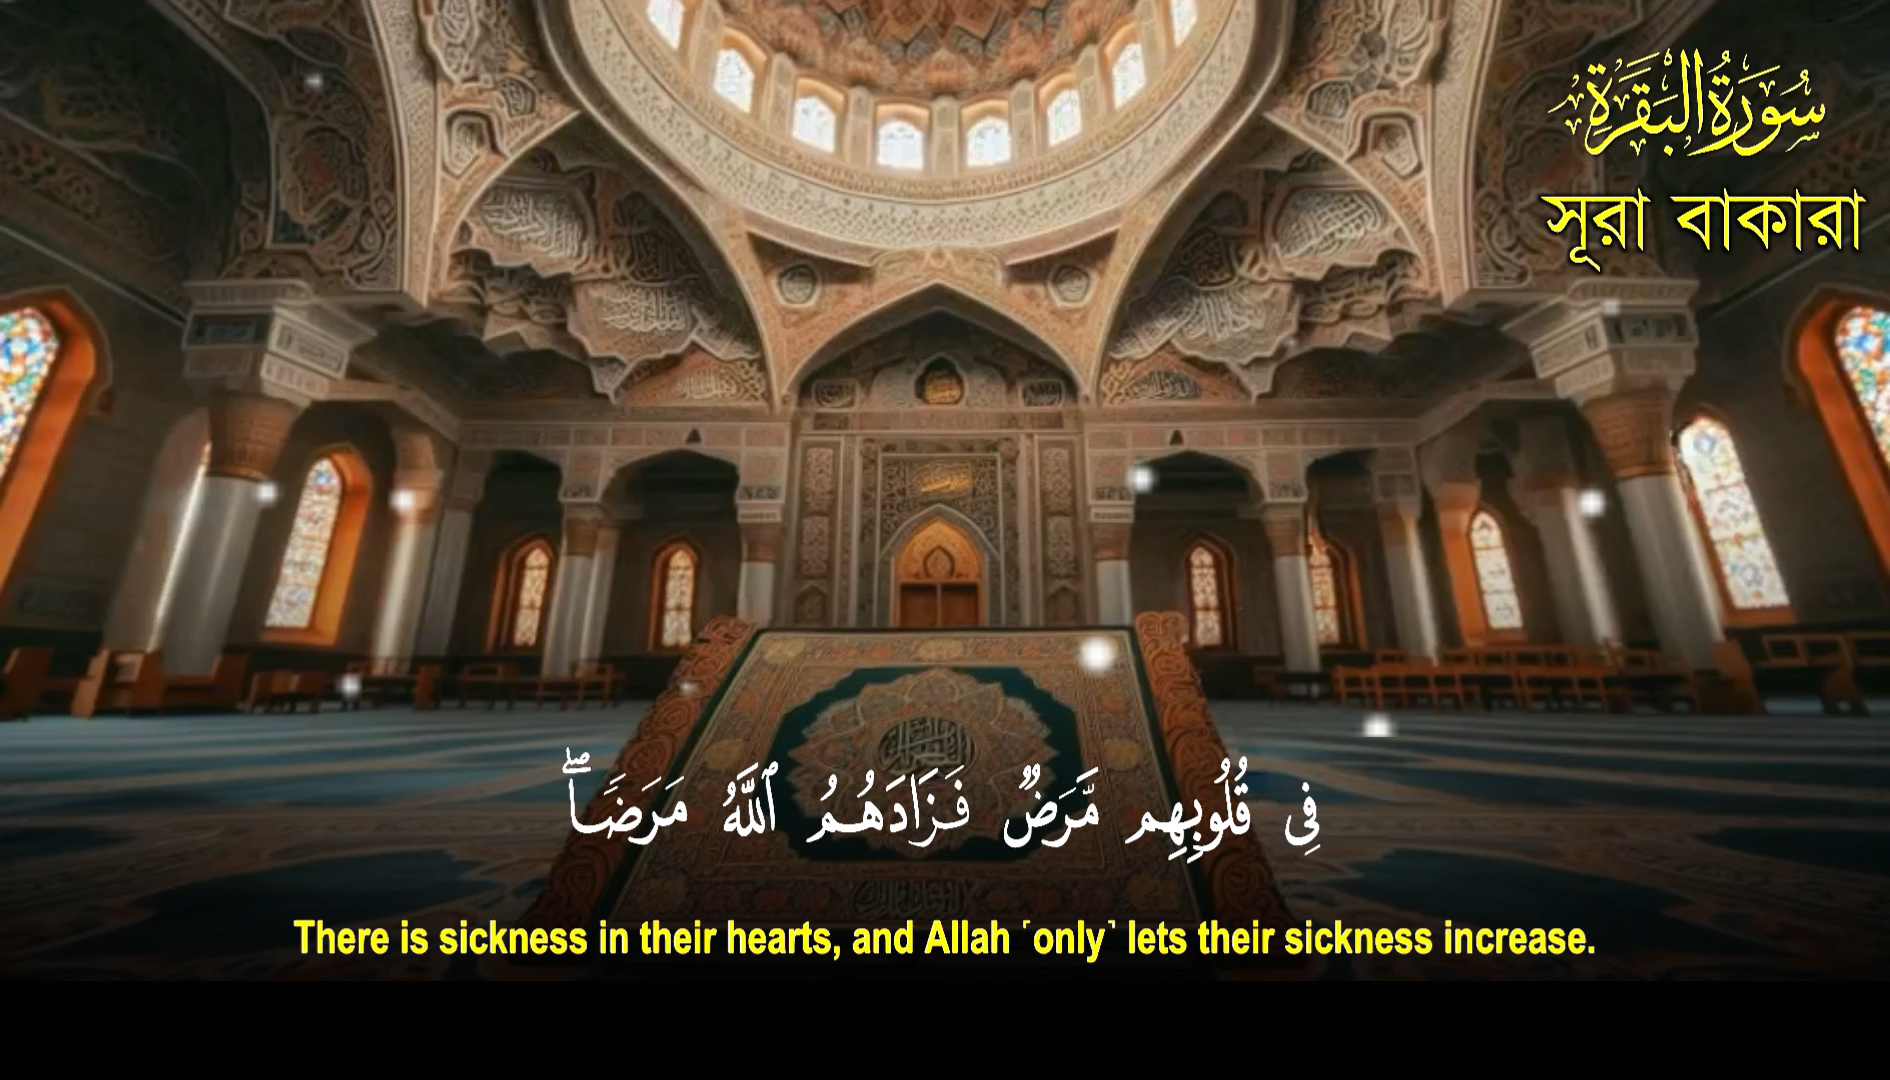 سُورَةُ البَقَرَةِ
সূরা বাকারা
فِى قُلُوبِهِم مَّرَضٌ فَزَادَهُمُ ٱللَّهُ مَرَضًاۖ
There is sickness in their hearts, and Allah ˹only˺ lets their sickness increase.